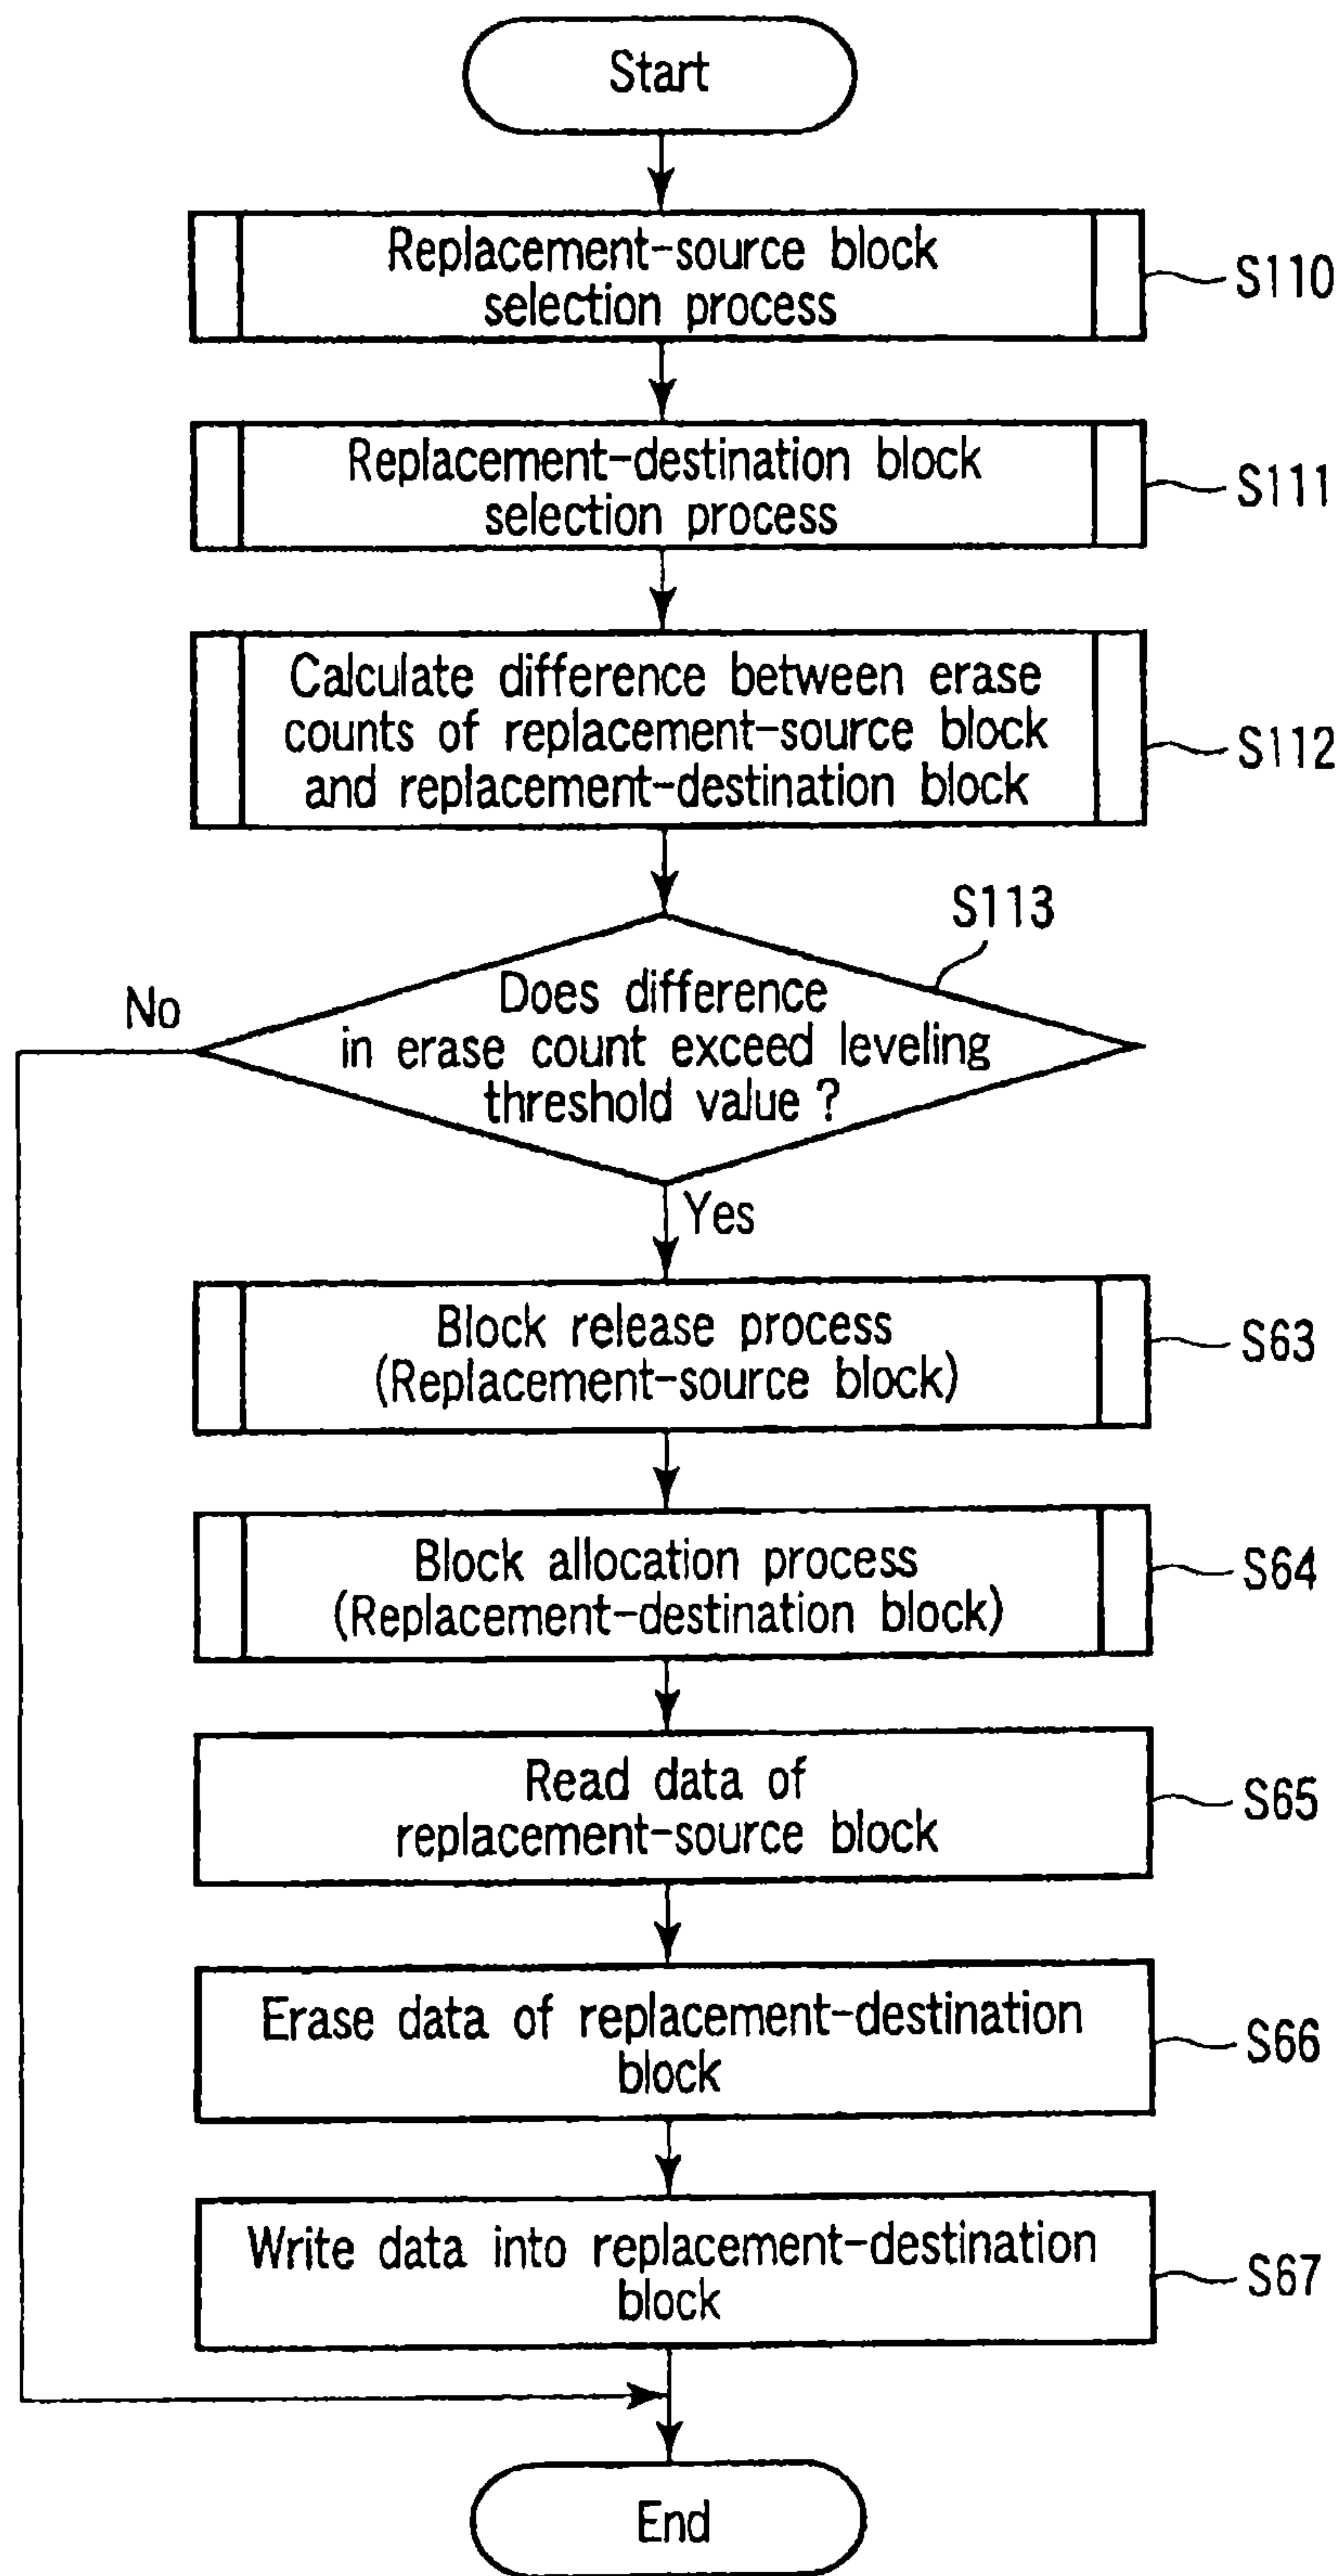 Start
Replacement-source block
selection process
S110
Replacement-destination block
selection process
S111
Calculate difference between erase
counts of replacement-source block
and replacement-destination block
S112
S113
No
Does difference
in erase count exceed leveling
threshold value ?
Yes
Block release process
(Replacement-source block)
S63
Block allocation process
(Replacement-destination block)
S64
Read data of
replacement-source block
S65
Erase data of replacement-destination
block
S66
Write data into replacement-destination
block
S67
End